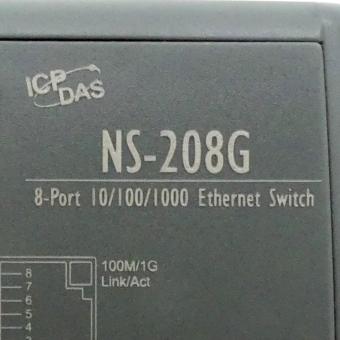 ICP
DAS
NS-208G
8-Port 10/100/1000 Ethernet Switch
100M/1G
Link/Act
8
7
6
5
4